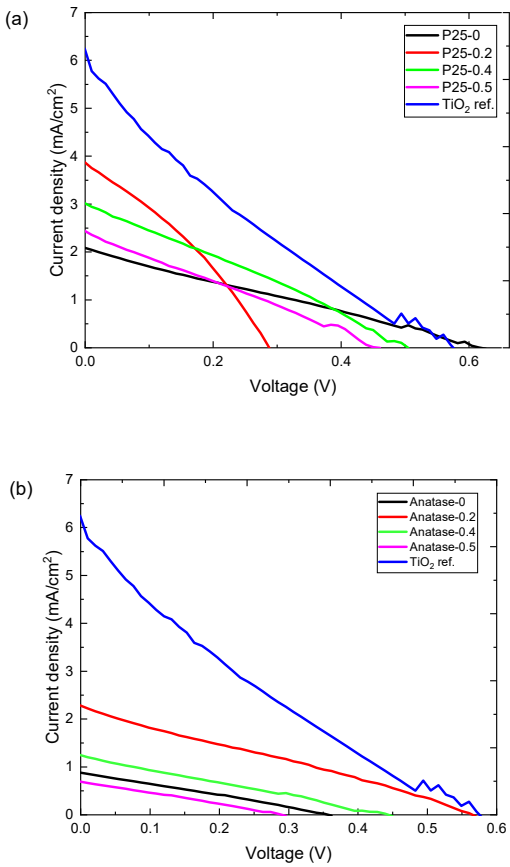 (a)
P25-0
P25-0.2
P25-0.4
P25-0.5
TiO₂ ref.
7
6
5
4
3
2
1
0
Current density (mA/cm²)
0.0 0.2 0.4 0.6
Voltage (V)
(b)
Anatase-0
Anatase-0.2
Anatase-0.4
Anatase-0.5
TiO₂ ref.
7
6
5
4
3
2
1
0
Current density (mA/cm²)
0.0 0.1 0.2 0.3 0.4 0.5 0.6
Voltage (V)